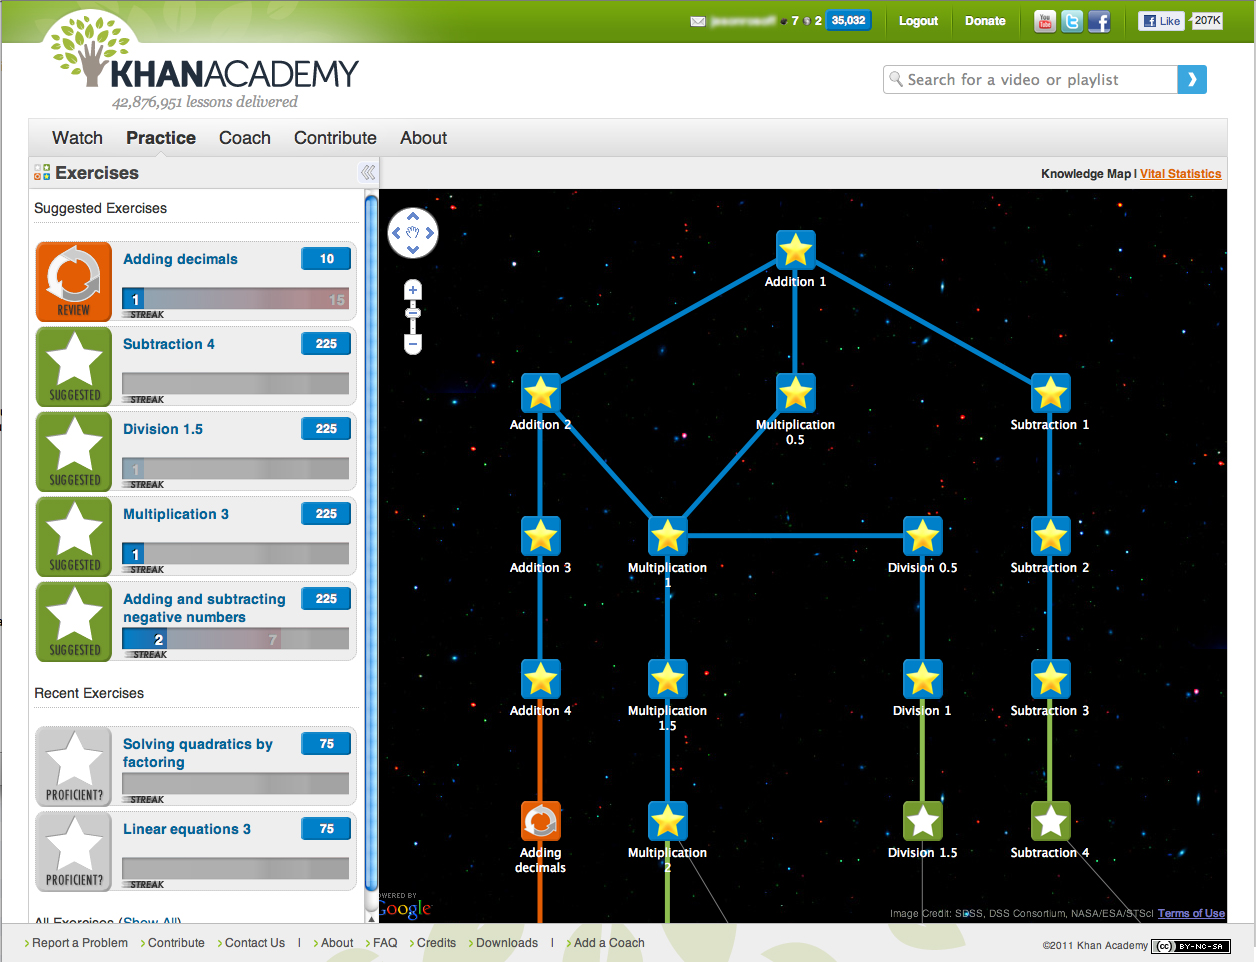 7 2 35,032 Logout Donate You Tube Like 207K
KHANACADEMY
42,876,951 lessons delivered
Search for a video or playlist
Watch Practice Coach Contribute About
Exercises
Knowledge Map | Vital Statistics
Suggested Exercises
Adding decimals 10
1 15
REVIEW STREAK
Subtraction 4 225
SUGGESTED STREAK
Division 1.5 225
1
SUGGESTED STREAK
Multiplication 3 225
1
SUGGESTED STREAK
Adding and subtracting 225
negative numbers
2 7
SUGGESTED STREAK
Recent Exercises
Solving quadratics by 75
factoring
PROFICIENT? STREAK
Linear equations 3 75
PROFICIENT? STREAK
All Exercises (Show All)
Addition 1
Addition 2
Multiplication
0.5
Subtraction 1
Addition 3
Multiplication
1
Division 0.5
Subtraction 2
Addition 4
Multiplication
1.5
Division 1
Subtraction 3
Adding
decimals
Multiplication
2
Division 1.5
Subtraction 4
OWERED BY
Google
Image Credit: SDSS, DSS Consortium, NASA/ESA/STScI Terms of Use
Report a Problem Contribute Contact Us | About FAQ Credits Downloads | Add a Coach
©2011 Khan Academy (cc) BY-NC-SA